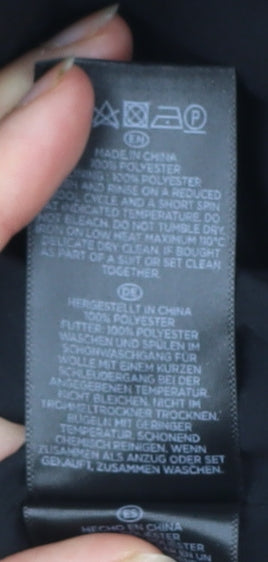 P
EN
MADE IN CHINA
100% POLYESTER
100% POLYESTER
AND RINSE ON A REDUCED
CYCLE AND A SHORT SPIN
AT INDICATED TEMPERATURE. DO
NOT BLEACH. DO NOT TUMBLE DRY.
IRON ON LOW HEAT MAXIMUM 110°C
DELICATE DRY CLEAN. IF BOUGHT
AS PART OF A SUIT OR SET CLEAN
TOGETHER.
DE
HERGESTELLT IN CHINA
100% POLYESTER
FUTTER: 100% POLYESTER
WASCHEN UND SPÜLEN IM
SCHONWASCHGANG FÜR
WOLLE MIT EINEM KURZEN
SCHLEUDERGANG BEI DER
ANGEGEBENEN TEMPERATUR.
NICHT BLEICHEN. NICHT IM
TROMMELTROCKNER TROCKNEN.
BÜGELN MIT GERINGER
TEMPERATUR. SCHONEND
CHEMISCH REINIGEN. WENN
ZUSAMMEN ALS ANZUG ODER SET
GEKAUFT, ZUSAMMEN WASCHEN.
ES
HECHO EN CHINA
POLYESTER
EN UN